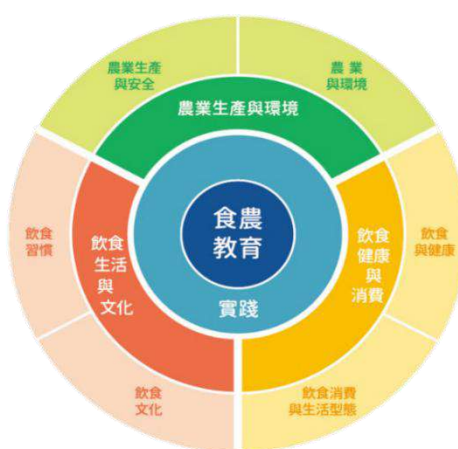 農業生產
與安全
農業
與環境
農業生產與環境
飲食
習慣
飲食
生活
與
文化
食農
教育
實踐
飲食
健康
與
消費
飲食
與健康
飲食
文化
飲食消費
與生活型態